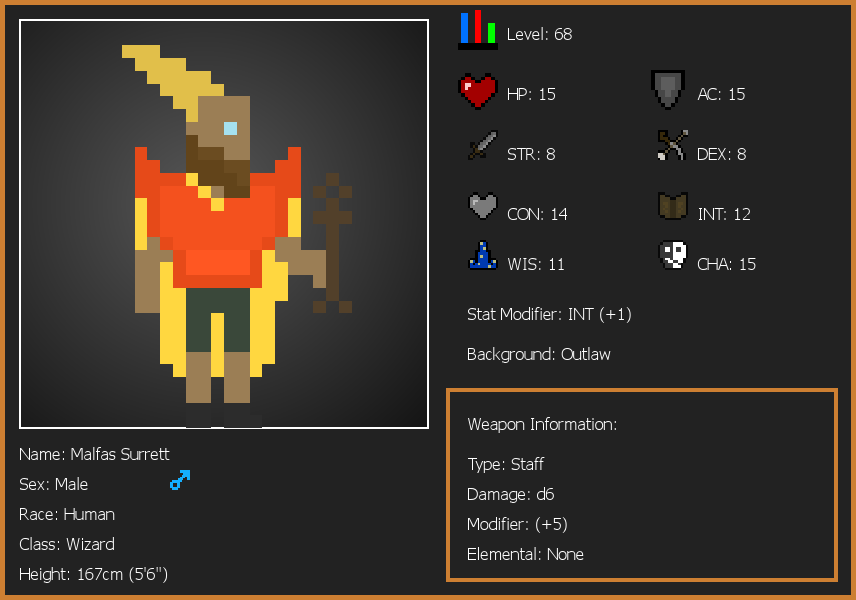 Level: 68
HP: 15
AC: 15
STR: 8
DEX: 8
CON: 14
INT: 12
WIS: 11
CHA: 15
Stat Modifier: INT (+1)
Background: Outlaw
Weapon Information:
Type: Staff
Damage: d6
Modifier: (+5)
Elemental: None
Name: Malfas Surrett
Sex: Male
Race: Human
Class: Wizard
Height: 167cm (5'6")